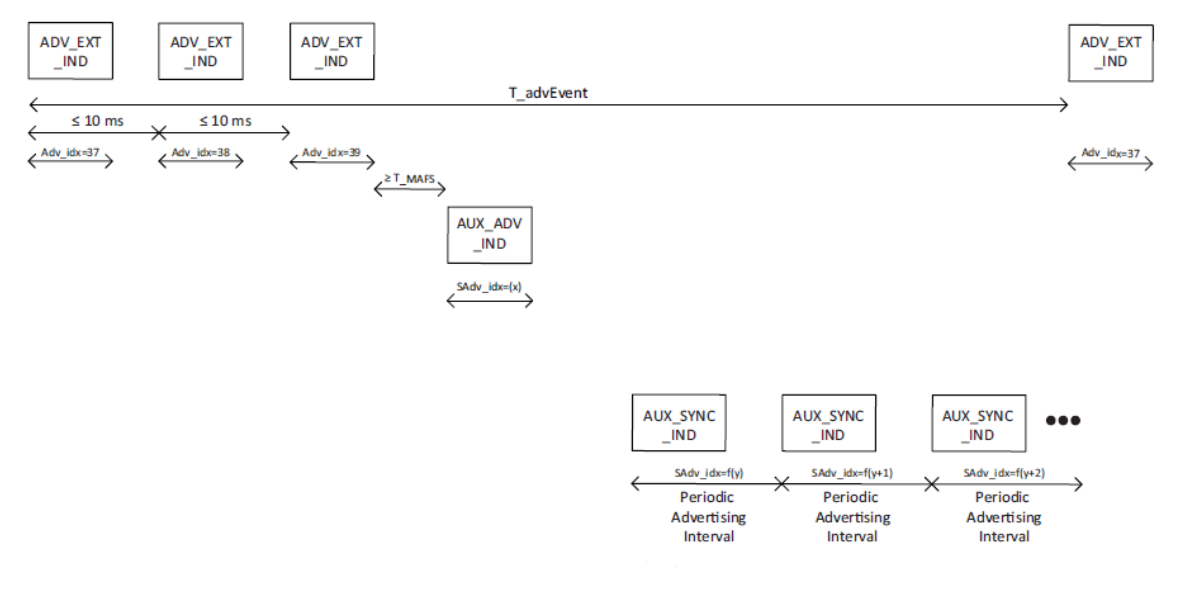 ADV_EXT
_IND
ADV_EXT
_IND
ADV_EXT
_IND
ADV_EXT
_IND
T_advEvent
≤ 10 ms
≤ 10 ms
Adv_idx=37
Adv_idx=38
Adv_idx=39
Adv_idx=37
≥ T_MAFS
AUX_ADV
_IND
SAdv_idx=(x)
AUX_SYNC
_IND
AUX_SYNC
_IND
AUX_SYNC
_IND
SAdv_idx=f(y)
SAdv_idx=f(y+1)
SAdv_idx=f(y+2)
Periodic
Advertising
Interval
Periodic
Advertising
Interval
Periodic
Advertising
Interval